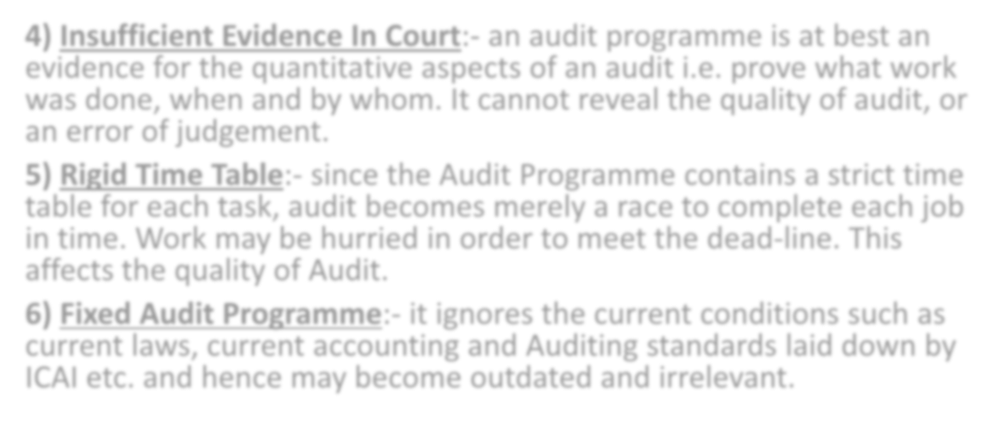 4) Insufficient Evidence In Court:- an audit programme is at best an
evidence for the quantitative aspects of an audit i.e. prove what work
was done, when and by whom. It cannot reveal the quality of audit, or
an error of judgement.
5) Rigid Time Table:- since the Audit Programme contains a strict time
table for each task, audit becomes merely a race to complete each job
in time. Work may be hurried in order to meet the dead-line. This
affects the quality of Audit.
6) Fixed Audit Programme:- it ignores the current conditions such as
current laws, current accounting and Auditing standards laid down by
ICAI etc. and hence may become outdated and irrelevant.